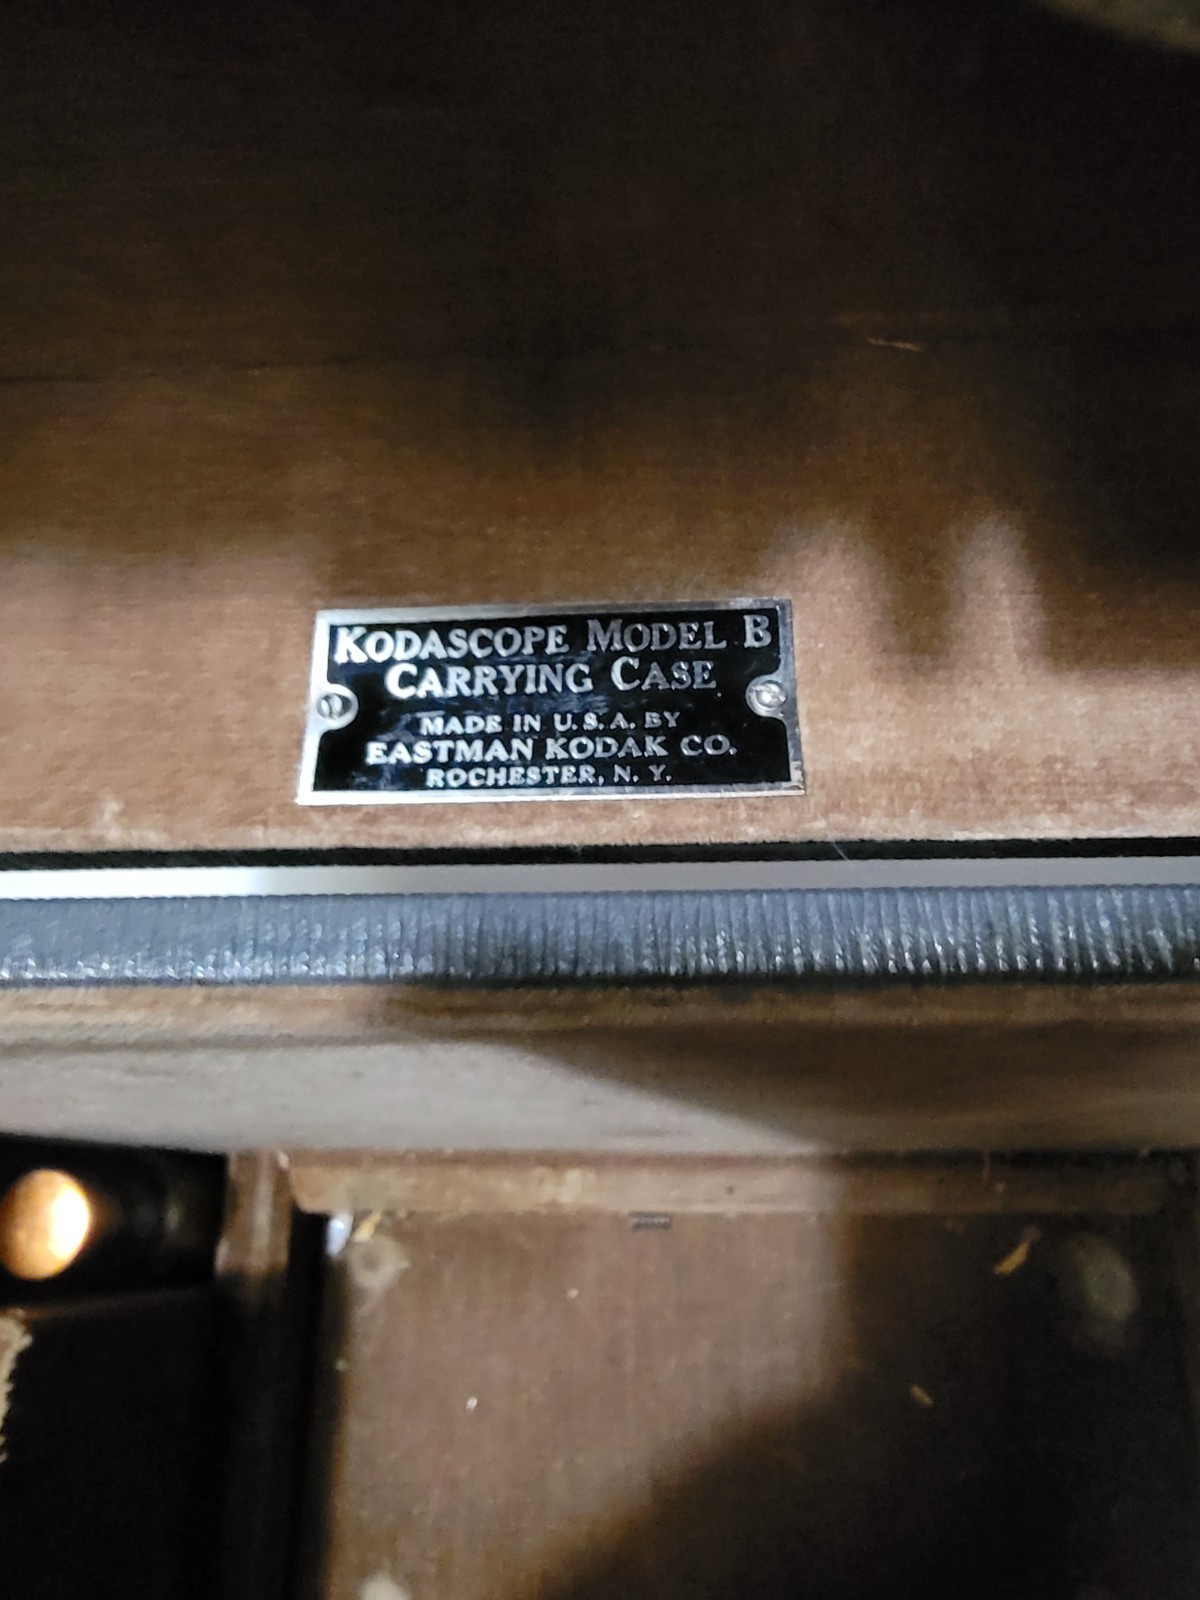 KODASCOPE MODEL B
CARRYING CASE
MADE IN U.S.A. BY
EASTMAN KODAK CO.
ROCHESTER, N. Y.